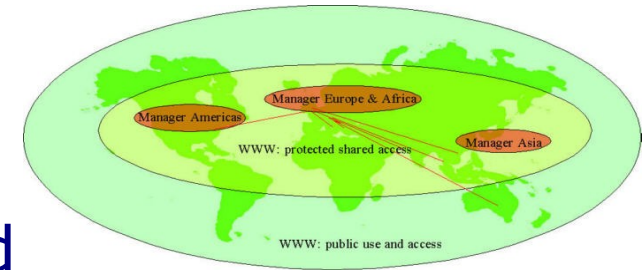 Manager Europe & Africa
Manager Americas
Manager Asia
WWW: protected shared access
WWW: public use and access
d